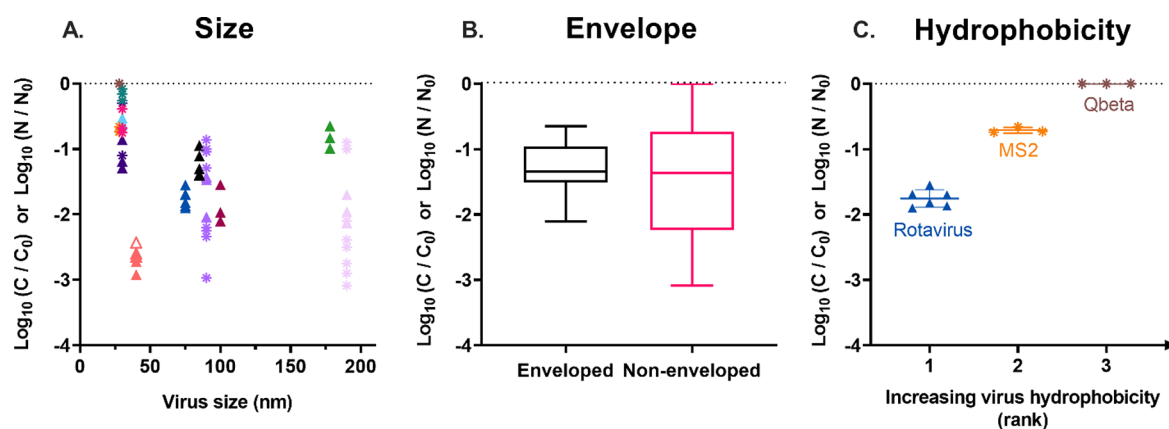 A. Size
Log10 (C / C0) or Log10 (N / N0)
0
-1
-2
-3
-4
0 50 100 150 200
Virus size (nm)
B. Envelope
Log10 (C / C0) or Log10 (N / N0)
0
-1
-2
-3
-4
Enveloped Non-enveloped
C. Hydrophobicity
Log10 (C / C0) or Log10 (N / N0)
0
-1
-2
-3
-4
Qbeta
MS2
Rotavirus
1 2 3
Increasing virus hydrophobicity
(rank)